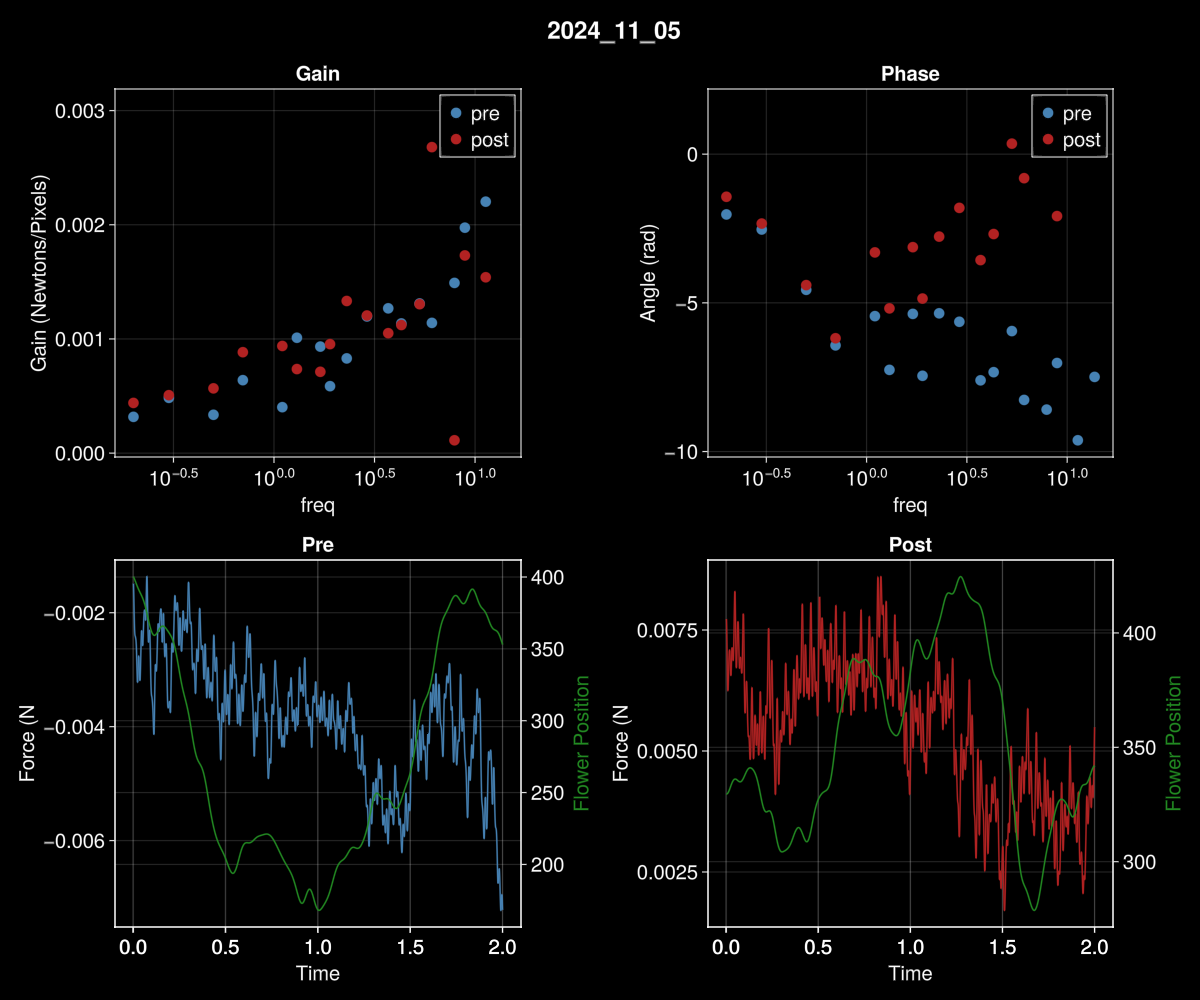 2024_11_05
Gain
Phase
Gain (Newtons/Pixels)
0.003
0.002
0.001
0.000
pre
post
10^-0.5
10^0.0
10^0.5
10^1.0
freq
Angle (rad)
0
−5
−10
pre
post
10^-0.5
10^0.0
10^0.5
10^1.0
freq
Pre
Post
Force (N
−0.002
−0.004
−0.006
400
350
300
250
200
Flower Position
0.0
0.5
1.0
1.5
2.0
Time
Force (N
0.0075
0.0050
0.0025
400
350
300
Flower Position
0.0
0.5
1.0
1.5
2.0
Time